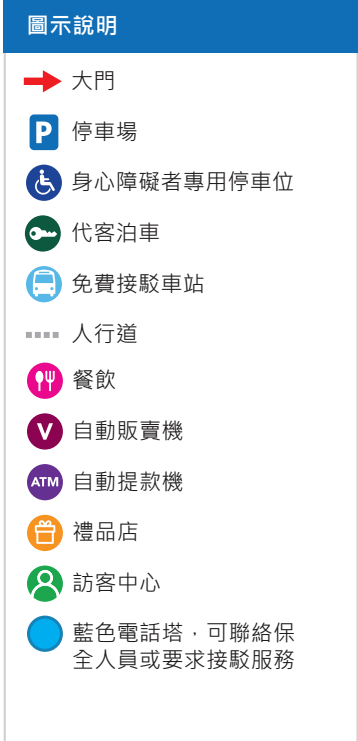 圖示說明
大門
P 停車場
身心障礙者專用停車位
代客泊車
免費接駁車站
人行道
餐飲
V 自動販賣機
ATM 自動提款機
禮品店
訪客中心
藍色電話塔，可聯絡保
全人員或要求接駁服務